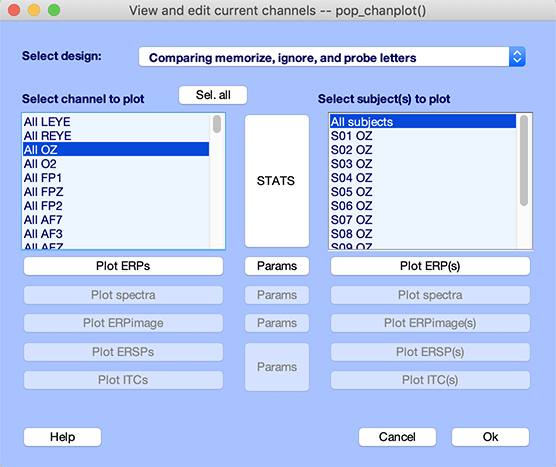 View and edit current channels -- pop_chanplot()
Select design: Comparing memorize, ignore, and probe letters
Select channel to plot Sel. all Select subject(s) to plot
All LEYE
All REYE
All OZ
All O2
All FP1
All FPZ
All FP2
All AF7
All AF3
All AFZ
STATS
All subjects
S01 OZ
S02 OZ
S03 OZ
S04 OZ
S05 OZ
S06 OZ
S07 OZ
S08 OZ
S09 OZ
Plot ERPs Params Plot ERP(s)
Plot spectra Params Plot spectra
Plot ERPimage Params Plot ERPimage(s)
Plot ERSPs Params Plot ERSP(s)
Plot ITCs Plot ITC(s)
Help Cancel Ok